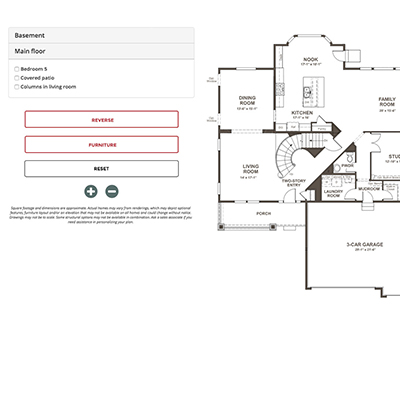 Basement
Main floor
Bedroom 5
Covered patio
Columns in living room
REVERSE
FURNITURE
RESET
Square footage and dimensions are approximate. Actual homes may vary from renderings, which may depict optional
features. Furniture layout and/or an elevation that may not be available on all homes and could change without notice.
Drawings may not be to scale. Some structural options may not be available in combination. Ask a sales associate if you
need assistance in personalizing your plan.
NOOK
DINING
ROOM
KITCHEN
FAMILY
ROOM
LIVING
ROOM
TWO-STORY
ENTRY
PWDR
STUD
LAUNDRY
ROOM
MUDROOM
PORCH
3-CAR GARAGE